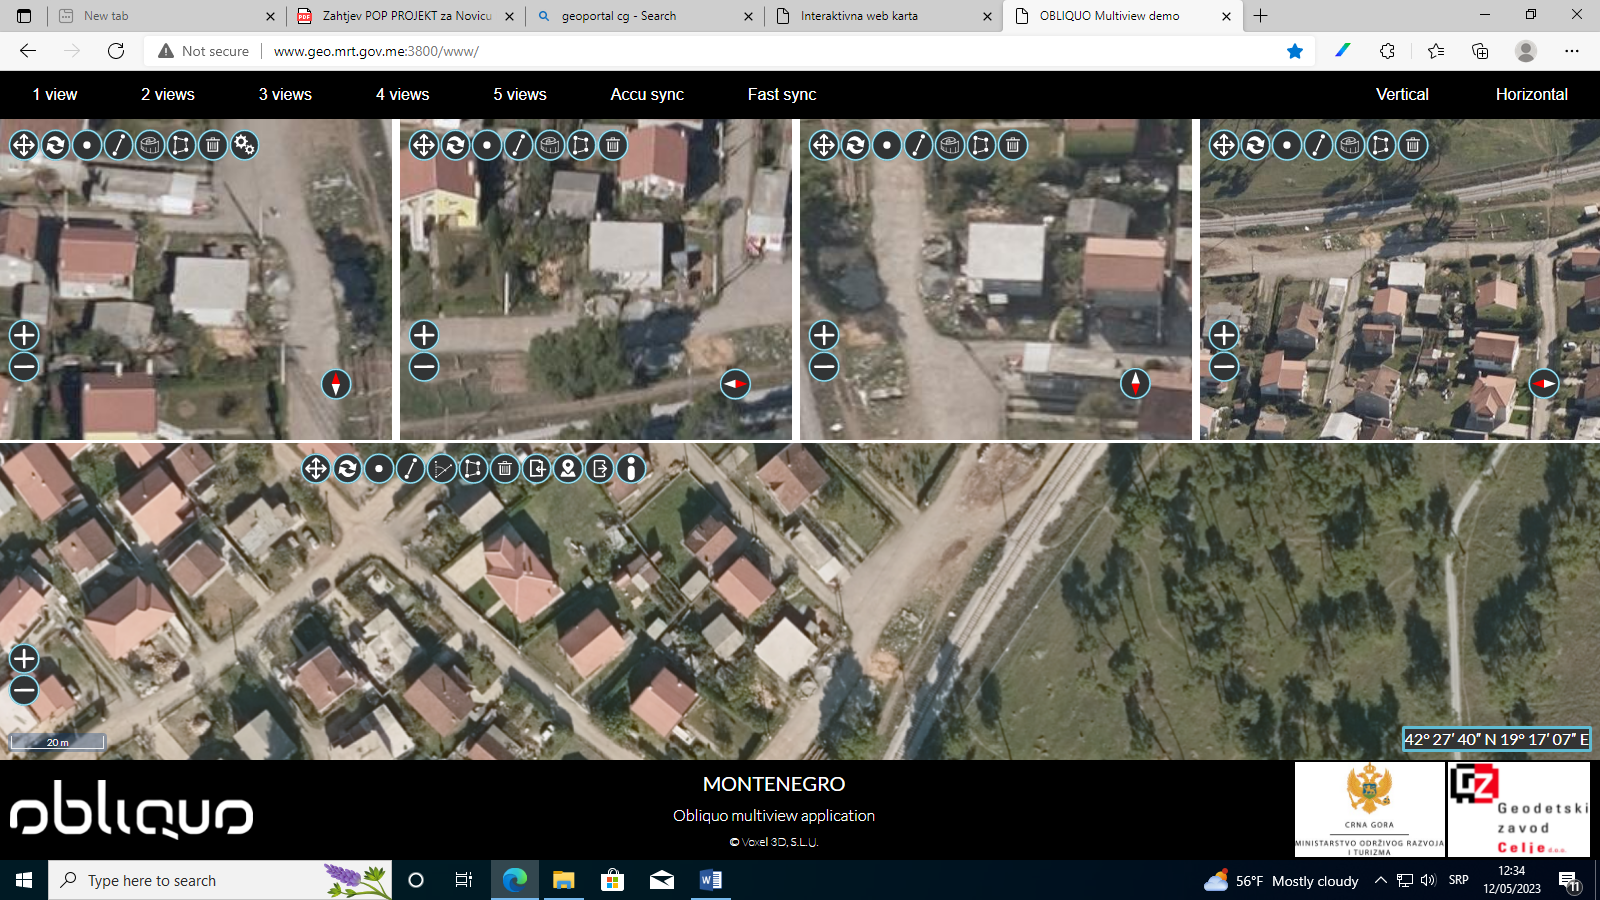 New tab
Zahtjev POP PROJEKT za Novicu
geoportal cg - Search
Interaktivna web karta
OBLIQUO Multiview demo
Not secure
www.geo.mrt.gov.me:3800/www/
1 view
2 views
3 views
4 views
5 views
Accu sync
Fast sync
Vertical
Horizontal
20 m
42° 27′ 40″ N 19° 17′ 07″ E
obliquo
MONTENEGRO
Obliquo multiview application
© Voxel 3D, S.L.U.
CRNA GORA
MINISTARSTVO ODRŽIVOG RAZVOJA
I TURIZMA
GZ
Geodetski
zavod
Celje d.o.o.
Type here to search
56°F Mostly cloudy
SRP
12:34
12/05/2023
11